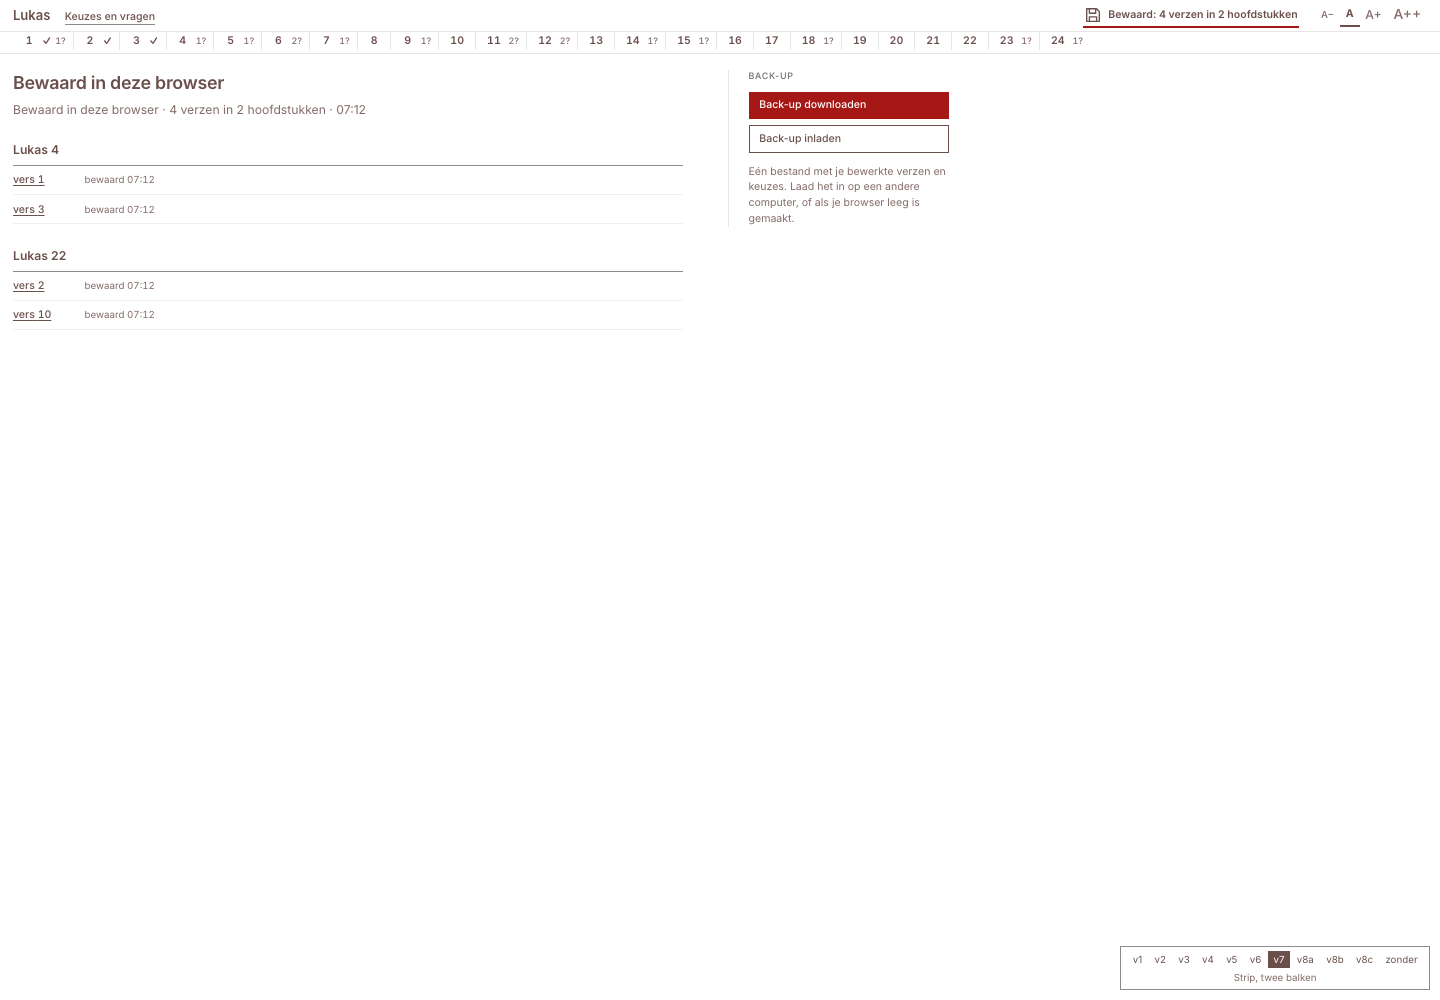 Lukas Keuzes en vragen Bewaard: 4 verzen in 2 hoofdstukken A− A A+ A++
1 ✓ 1? 2 ✓ 3 ✓ 4 1? 5 1? 6 2? 7 1? 8 9 1? 10 11 2? 12 2? 13 14 1? 15 1? 16 17 18 1? 19 20 21 22 23 1? 24 1?
Bewaard in deze browser
Bewaard in deze browser · 4 verzen in 2 hoofdstukken · 07:12
Lukas 4
vers 1 bewaard 07:12
vers 3 bewaard 07:12
Lukas 22
vers 2 bewaard 07:12
vers 10 bewaard 07:12
BACK-UP
Back-up downloaden
Back-up inladen
Eén bestand met je bewerkte verzen en
keuzes. Laad het in op een andere
computer, of als je browser leeg is
gemaakt.
v1 v2 v3 v4 v5 v6 v7 v8a v8b v8c zonder
Strip, twee balken